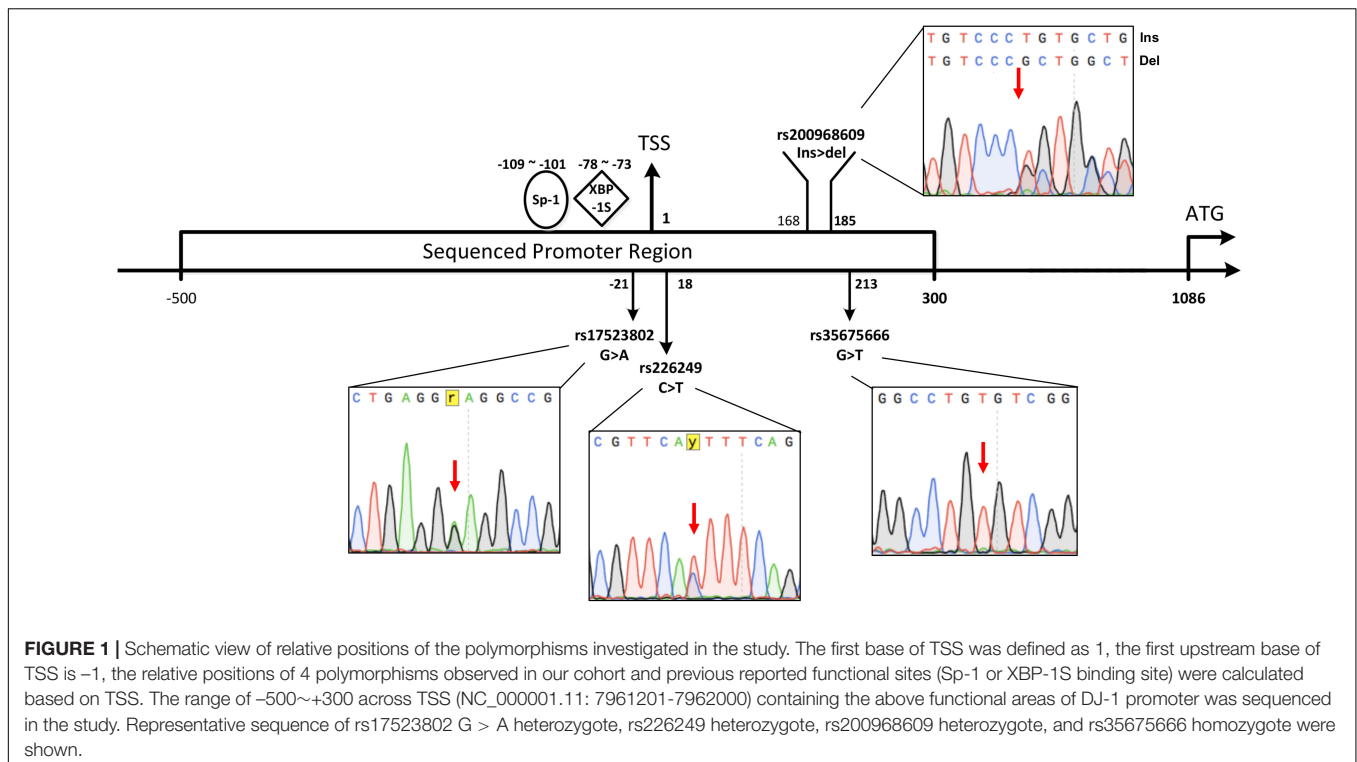 T G T C C C T G T G C T G Ins
T G T C C C G C T G G C T Del
rs200968609
Ins>del
TSS
-109 ~ -101
-78 ~ -73
Sp-1
XBP
-1S
1
168
185
ATG
Sequenced Promoter Region
-500
-21
18
213
300
1086
rs17523802
G>A
rs226249
C>T
rs35675666
G>T
C T G A G G r A G G C C G
C G T T C A y T T T C A G
G G C C T G T G T C G G
FIGURE 1 | Schematic view of relative positions of the polymorphisms investigated in the study. The first base of TSS was defined as 1, the first upstream base of
TSS is –1, the relative positions of 4 polymorphisms observed in our cohort and previous reported functional sites (Sp-1 or XBP-1S binding site) were calculated
based on TSS. The range of –500∼+300 across TSS (NC_000001.11: 7961201-7962000) containing the above functional areas of DJ-1 promoter was sequenced
in the study. Representative sequence of rs17523802 G > A heterozygote, rs226249 heterozygote, rs200968609 heterozygote, and rs35675666 homozygote were
shown.